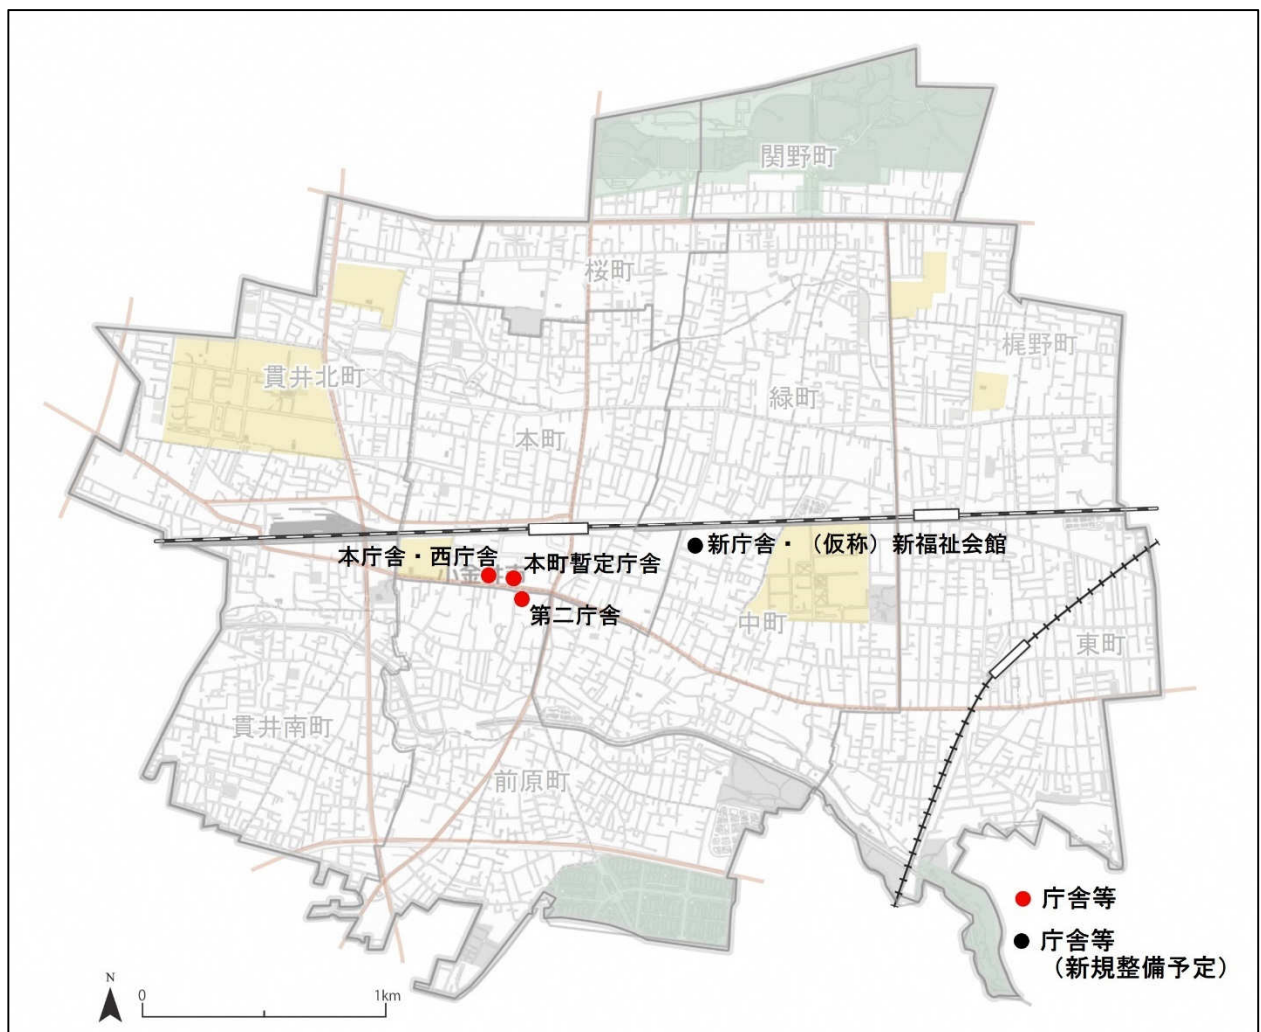 関野町
桜町
梶野町
貫井北町
緑町
本町
新庁舎・（仮称）新福祉会館
本庁舎・西庁舎
本町暫定庁舎
第二庁舎
中町
東町
貫井南町
前原町
庁舎等
庁舎等
（新規整備予定）
N
0
1km